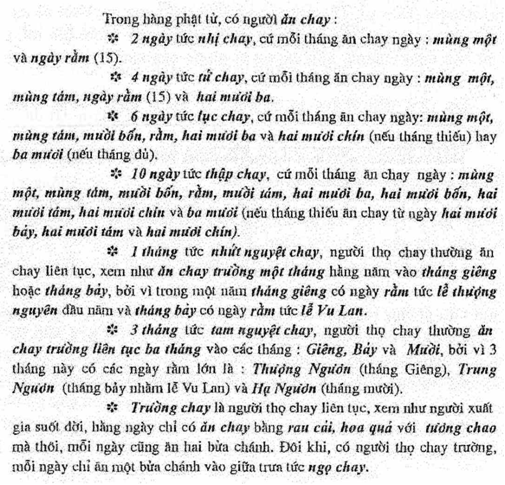 Trong hàng phật tử, có người ăn chay :
❇ 2 ngày tức nhị chay, cứ mỗi tháng ăn chay ngày : mùng một
và ngày rằm (15).
❇ 4 ngày tức tứ chay, cứ mỗi tháng ăn chay ngày : mùng một,
mùng tám, ngày rằm (15) và hai mươi ba.
❇ 6 ngày tức lục chay, cứ mỗi tháng ăn chay ngày: mùng một,
mùng tám, mười bốn, rằm, hai mươi ba và hai mươi chín (nếu tháng thiếu) hay
ba mươi (nếu tháng đủ).
❇ 10 ngày tức thập chay, cứ mỗi tháng ăn chay ngày : mùng
một, mùng tám, mười bốn, rằm, mười tám, hai mươi ba, hai mươi bốn, hai
mươi tám, hai mươi chín và ba mươi (nếu tháng thiếu ăn chay từ ngày hai mươi
bảy, hai mươi tám và hai mươi chín).
❇ 1 tháng tức nhứt nguyệt chay, người thọ chay thường ăn
chay liên tục, xem như ăn chay trường một tháng hằng năm vào tháng giêng
hoặc tháng bảy, bởi vì trong một năm tháng giêng có ngày rằm tức lễ thượng
nguyên đầu năm và tháng bảy có ngày rằm tức lễ Vu Lan.
❇ 3 tháng tức tam nguyệt chay, người thọ chay thường ăn
chay trường liên tục ba tháng vào các tháng : Giêng, Bảy và Mười, bởi vì 3
tháng này có các ngày rằm lớn là : Thượng Ngươn (tháng Giêng), Trung
Ngươn (tháng bảy nhằm lễ Vu Lan) và Hạ Ngươn (tháng mười).
❇ Trường chay là người thọ chay liên tục, xem như người xuất
gia suốt đời, hằng ngày chỉ có ăn chay bằng rau cải, hoa quả với tương chao
mà thôi, mỗi ngày cũng ăn hai bửa chánh. Đôi khi, có người thọ chay trường,
mỗi ngày chỉ ăn một bửa chánh vào giữa trưa tức ngọ chay.